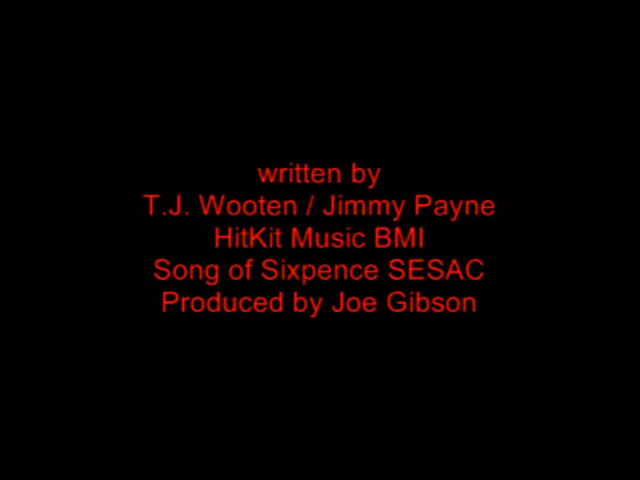 written by
T.J. Wooten / Jimmy Payne
HitKit Music BMI
Song of Sixpence SESAC
Produced by Joe Gibson